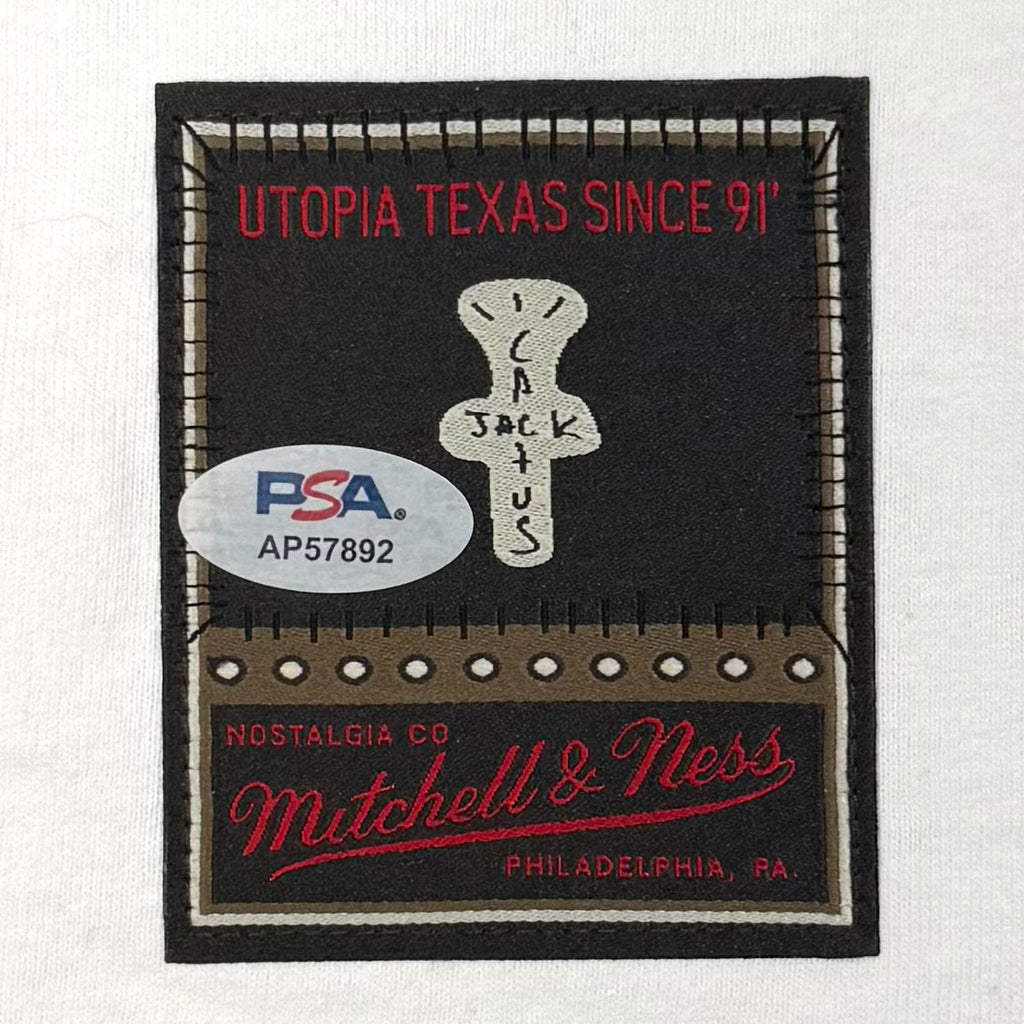 UTOPIA TEXAS SINCE 91'
CACTUS
JACK
PSA®
AP57892
NOSTALGIA CO.
Mitchell & Ness
PHILADELPHIA, PA.